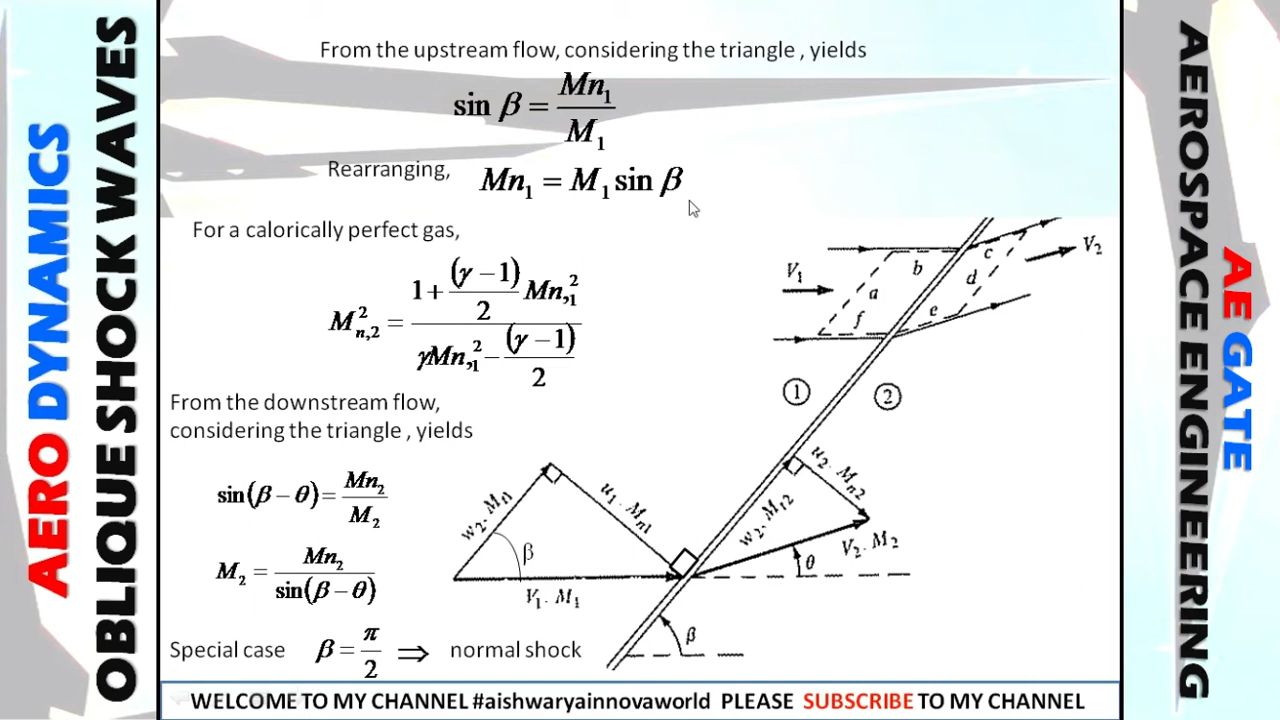 AERO DYNAMICS
OBLIQUE SHOCK WAVES
From the upstream flow, considering the triangle , yields
sin β = Mn₁ / M₁
Rearranging, Mn₁ = M₁ sin β
For a calorically perfect gas,
M²n,2 = (1 + (γ − 1)/2 Mn,₁²) / (γMn,₁² − (γ − 1)/2)
From the downstream flow,
considering the triangle , yields
sin(β − θ) = Mn₂ / M₂
M₂ = Mn₂ / sin(β − θ)
Special case β = π/2 ⇒ normal shock
V₁
a
b
c
d
e
f
V₂
1
2
w₂. Mt1
u₁. Mn1
β
V₁. M₁
u₂. Mn2
w₂. Mt2
V₂. M₂
θ
β
AE GATE
AEROSPACE ENGINEERING
WELCOME TO MY CHANNEL #aishwaryainnovaworld PLEASE SUBSCRIBE TO MY CHANNEL